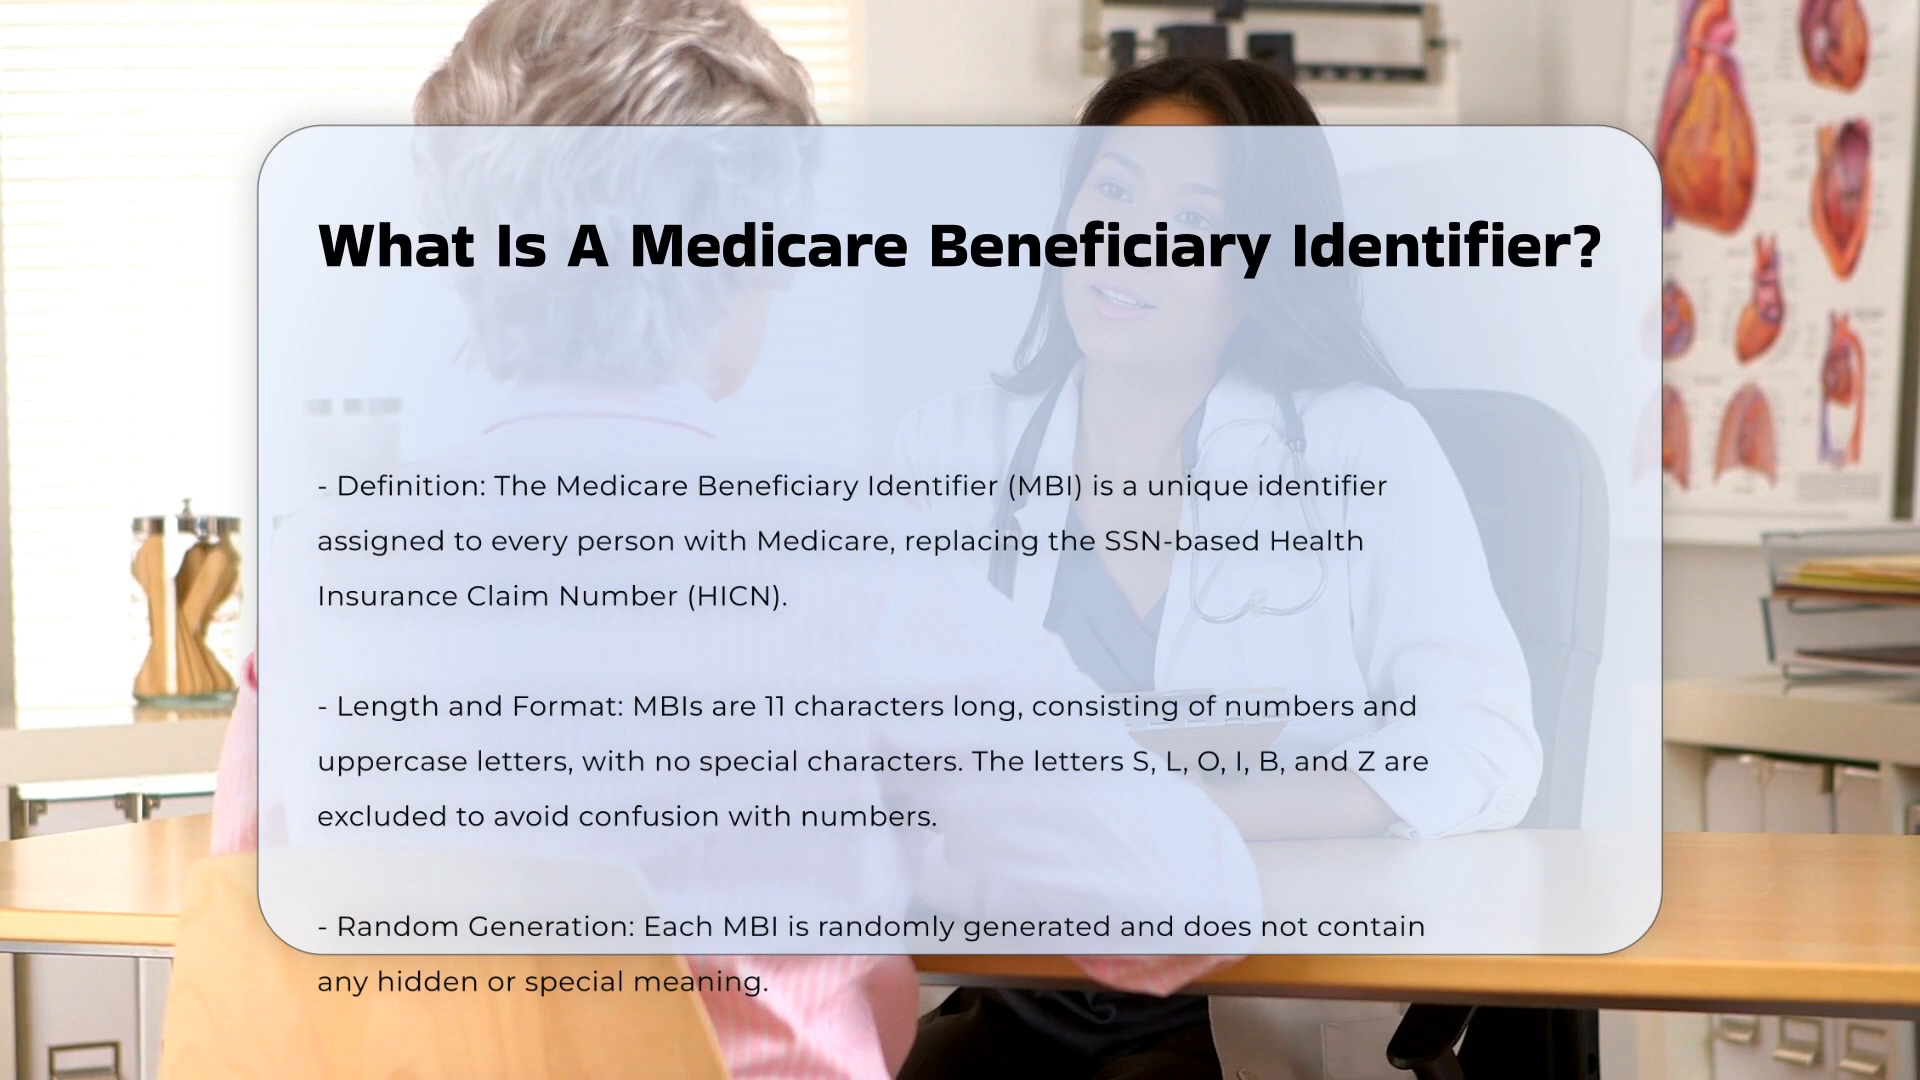 What Is A Medicare Beneficiary Identifier?
- Definition: The Medicare Beneficiary Identifier (MBI) is a unique identifier
assigned to every person with Medicare, replacing the SSN-based Health
Insurance Claim Number (HICN).
- Length and Format: MBIs are 11 characters long, consisting of numbers and
uppercase letters, with no special characters. The letters S, L, O, I, B, and Z are
excluded to avoid confusion with numbers.
- Random Generation: Each MBI is randomly generated and does not contain
any hidden or special meaning.